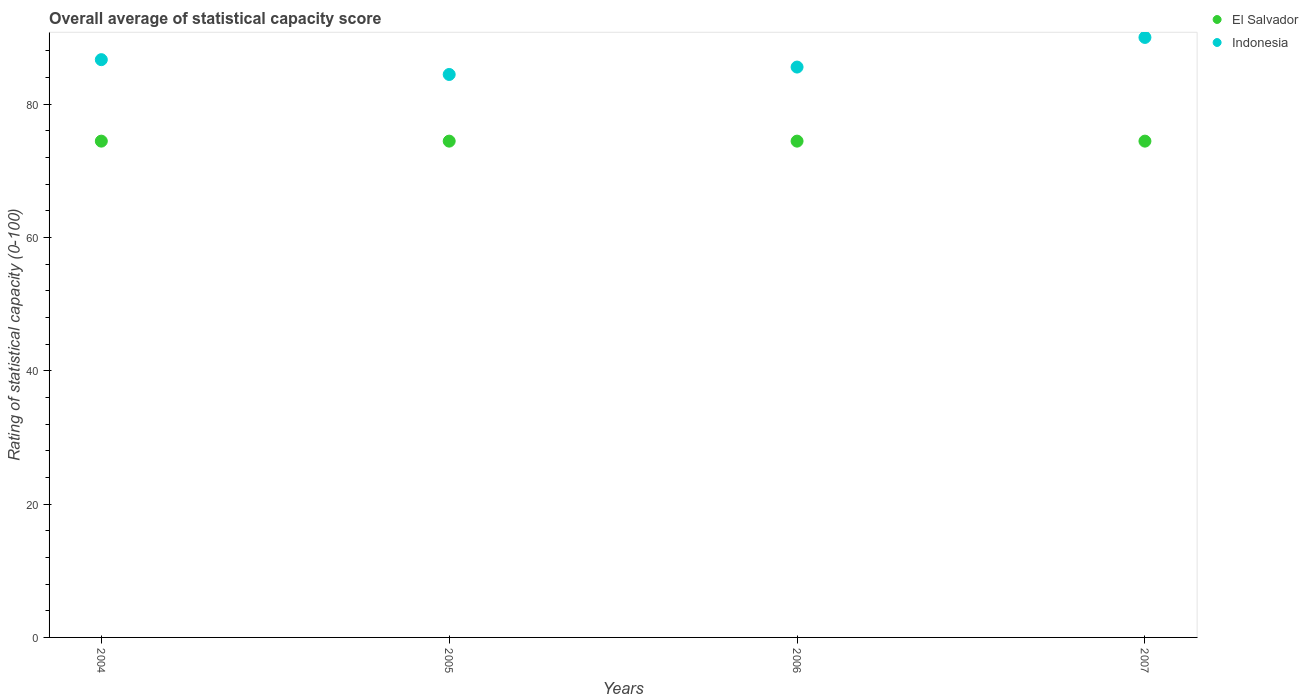 Overall average of statistical capacity score
El Salvador
Indonesia
Rating of statistical capacity (0-100)
80
60
40
20
0
2004
2005
2006
2007
Years